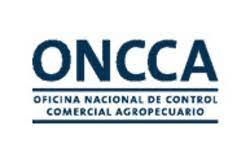 ONCCA
OFICINA NACIONAL DE CONTROL
COMERCIAL AGROPECUARIO